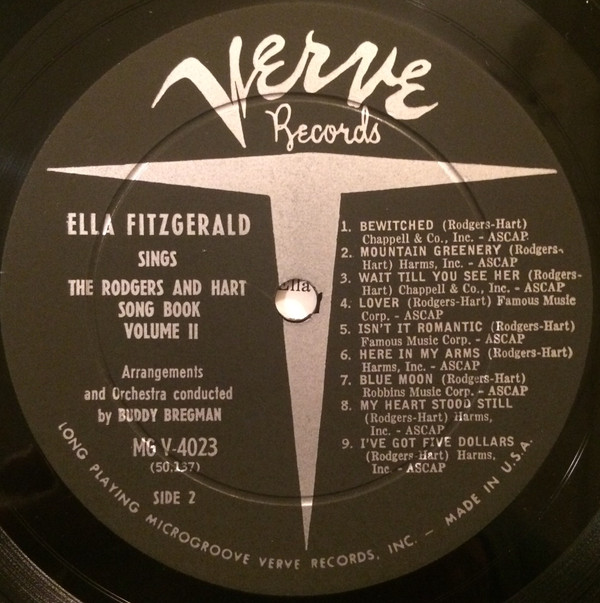 Verve
Records
ELLA FITZGERALD
SINGS
THE RODGERS AND HART
SONG BOOK
VOLUME II
Arrangements
and Orchestra conducted
by BUDDY BREGMAN
MG V-4023
(50,137)
SIDE 2
Ella
1. BEWITCHED (Rodgers-Hart)
Chappell & Co., Inc. - ASCAP
2. MOUNTAIN GREENERY (Rodgers-
Hart) Harms, Inc. - ASCAP
3. WAIT TILL YOU SEE HER (Rodgers-
Hart) Chappell & Co., Inc. - ASCAP
4. LOVER (Rodgers-Hart) Famous Music
Corp. - ASCAP
5. ISN'T IT ROMANTIC (Rodgers-Hart)
Famous Music Corp. - ASCAP
6. HERE IN MY ARMS (Rodgers-Hart)
Harms, Inc. - ASCAP
7. BLUE MOON (Rodgers-Hart)
Robbins Music Corp. - ASCAP
8. MY HEART STOOD STILL
(Rodgers-Hart) Harms,
Inc. - ASCAP
9. I'VE GOT FIVE DOLLARS
(Rodgers-Hart) Harms,
Inc. - ASCAP
LONG PLAYING MICROGROOVE VERVE RECORDS, INC. — MADE IN U.S.A.